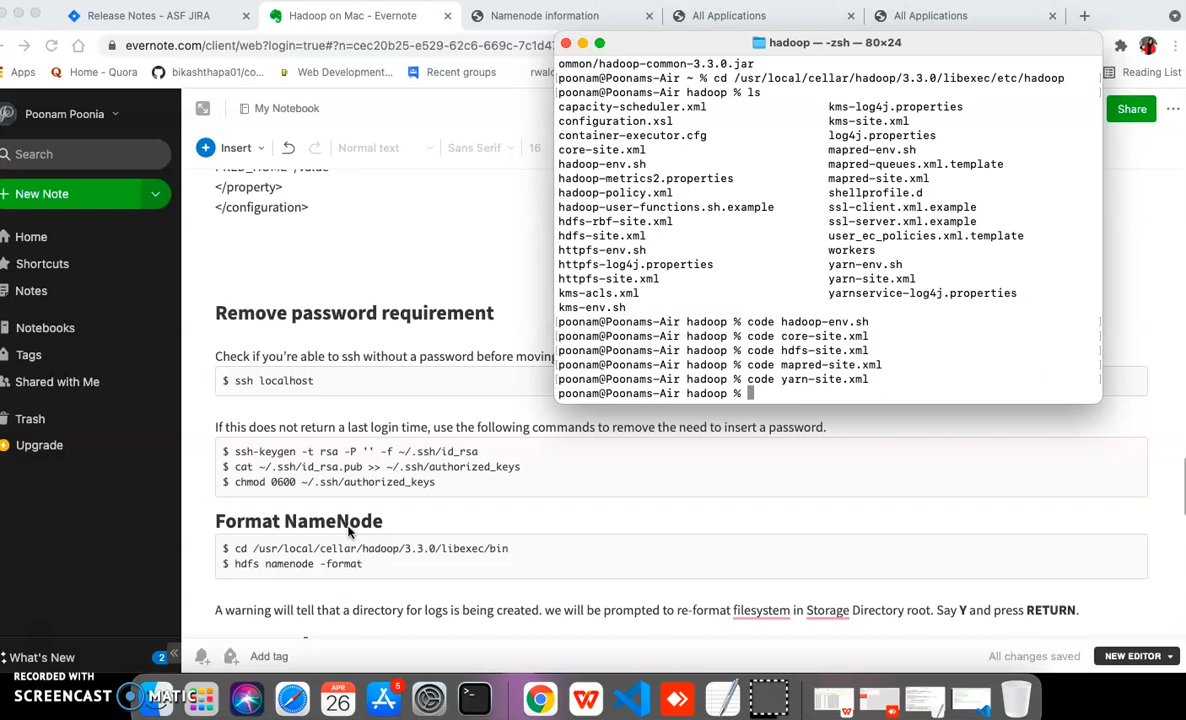 Release Notes - ASF JIRA
Hadoop on Mac - Evernote
Namenode information
All Applications
All Applications
evernote.com/client/web?login=true#?n=cec20b25-e529-62c6-669c-7c1d4
Apps
Home - Quora
bikashthapa01/co...
Web Development...
Recent groups
Reading List
hadoop — -zsh — 80×24
ommon/hadoop-common-3.3.0.jar
poonam@Poonams-Air ~ % cd /usr/local/cellar/hadoop/3.3.0/libexec/etc/hadoop
poonam@Poonams-Air hadoop % ls
capacity-scheduler.xml kms-log4j.properties
configuration.xsl kms-site.xml
container-executor.cfg log4j.properties
core-site.xml mapred-env.sh
hadoop-env.sh mapred-queues.xml.template
hadoop-metrics2.properties mapred-site.xml
hadoop-policy.xml shellprofile.d
hadoop-user-functions.sh.example ssl-client.xml.example
hdfs-rbf-site.xml ssl-server.xml.example
hdfs-site.xml user_ec_policies.xml.template
httpfs-env.sh workers
httpfs-log4j.properties yarn-env.sh
httpfs-site.xml yarn-site.xml
kms-acls.xml yarnservice-log4j.properties
kms-env.sh
poonam@Poonams-Air hadoop % code hadoop-env.sh
poonam@Poonams-Air hadoop % code core-site.xml
poonam@Poonams-Air hadoop % code hdfs-site.xml
poonam@Poonams-Air hadoop % code mapred-site.xml
poonam@Poonams-Air hadoop % code yarn-site.xml
poonam@Poonams-Air hadoop %
Poonam Poonia
Search
New Note
Home
Shortcuts
Notes
Notebooks
Tags
Shared with Me
Trash
Upgrade
What's New
2
My Notebook
Share
Insert
Normal text
Sans Serif
16
</property>
</configuration>
Remove password requirement
Check if you're able to ssh without a password before movin
$ ssh localhost
If this does not return a last login time, use the following commands to remove the need to insert a password.
$ ssh-keygen -t rsa -P '' -f ~/.ssh/id_rsa
$ cat ~/.ssh/id_rsa.pub >> ~/.ssh/authorized_keys
$ chmod 0600 ~/.ssh/authorized_keys
Format NameNode
$ cd /usr/local/cellar/hadoop/3.3.0/libexec/bin
$ hdfs namenode -format
A warning will tell that a directory for logs is being created. we will be prompted to re-format filesystem in Storage Directory root. Say Y and press RETURN.
Add tag
All changes saved
NEW EDITOR
RECORDED WITH
SCREENCAST MATIC
APR
26
5